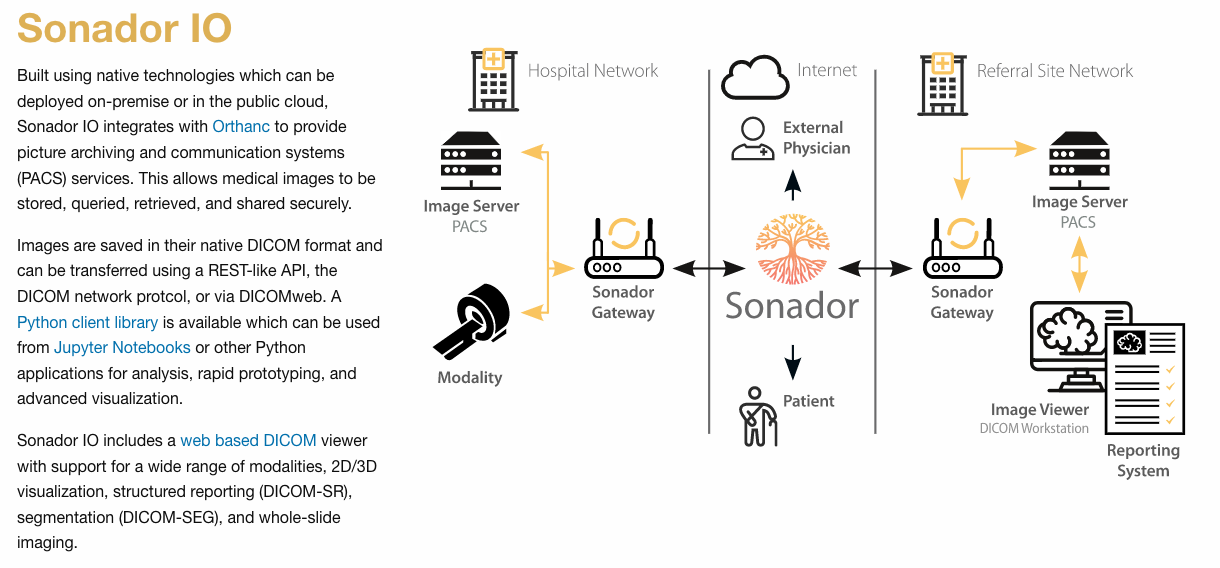 Sonador IO
Built using native technologies which can be
deployed on-premise or in the public cloud,
Sonador IO integrates with Orthanc to provide
picture archiving and communication systems
(PACS) services. This allows medical images to be
stored, queried, retrieved, and shared securely.
Images are saved in their native DICOM format and
can be transferred using a REST-like API, the
DICOM network protcol, or via DICOMweb. A
Python client library is available which can be used
from Jupyter Notebooks or other Python
applications for analysis, rapid prototyping, and
advanced visualization.
Sonador IO includes a web based DICOM viewer
with support for a wide range of modalities, 2D/3D
visualization, structured reporting (DICOM-SR),
segmentation (DICOM-SEG), and whole-slide
imaging.
Hospital Network
Image Server
PACS
Sonador
Gateway
Modality
Internet
External
Physician
Sonador
Patient
Referral Site Network
Image Server
PACS
Sonador
Gateway
Image Viewer
DICOM Workstation
Reporting
System